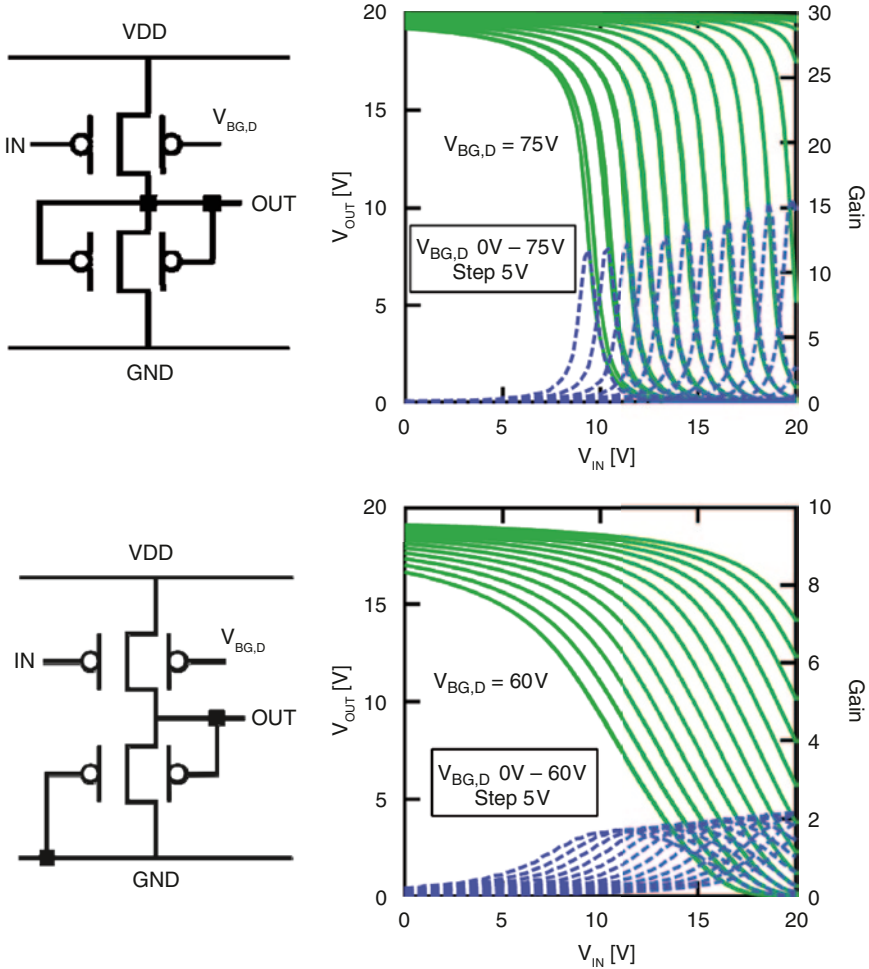 VDD
IN
V_BG,D
OUT
GND
20
15
10
5
0
V_OUT [V]
V_BG,D = 75V
V_BG,D 0V – 75V
Step 5V
30
25
20
15
10
5
0
Gain
0 5 10 15 20
V_IN [V]
VDD
IN
V_BG,D
OUT
GND
20
15
10
5
0
V_OUT [V]
V_BG,D = 60V
V_BG,D 0V – 60V
Step 5V
10
8
6
4
2
0
Gain
0 5 10 15 20
V_IN [V]